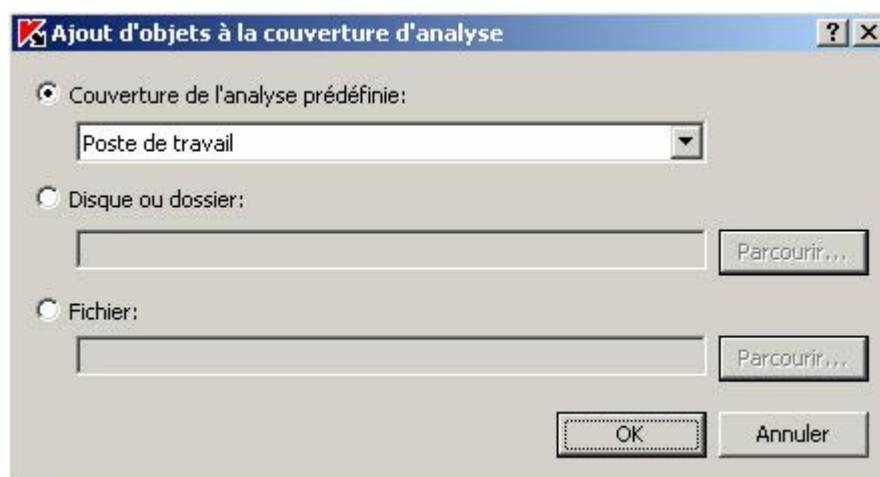 Ajout d'objets à la couverture d'analyse
Couverture de l'analyse prédéfinie:
Poste de travail
Disque ou dossier:
Parcourir...
Fichier:
Parcourir...
OK
Annuler